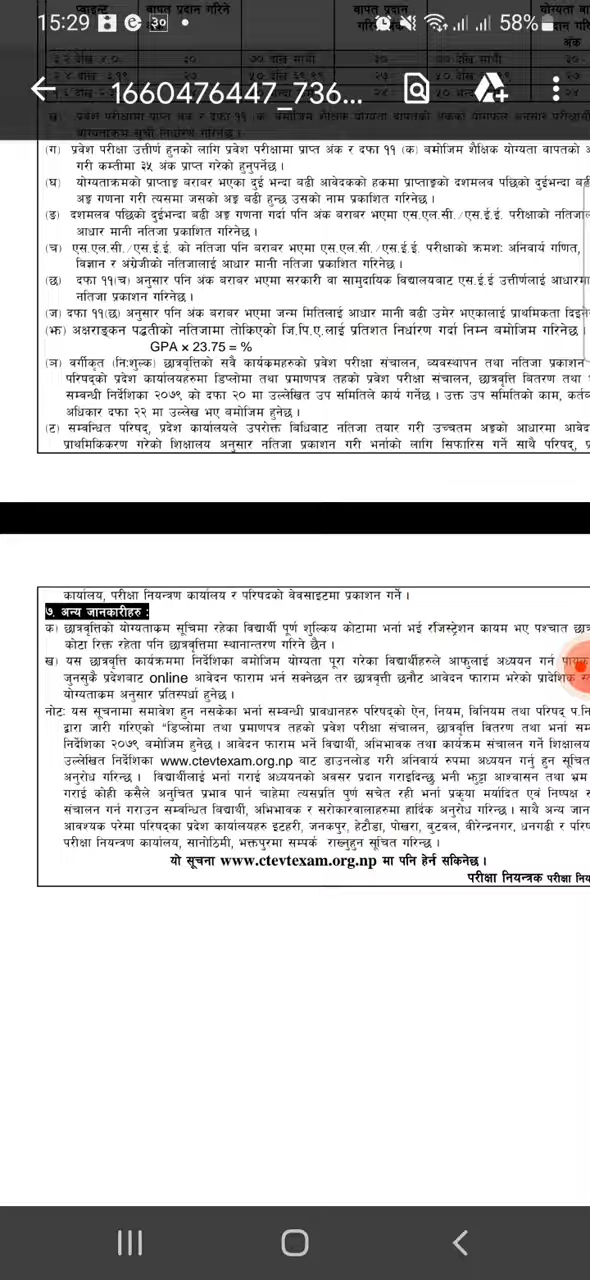 15:29 58%
प्वाइन्ट बापत प्रदान गरिने बापत प्रदान योग्यता बा
अंक
1660476447_736...
(ग) प्रवेश परीक्षा उत्तीर्ण हुनको लागि प्रवेश परीक्षामा प्राप्त अंक र दफा ११ (क) बमोजिम शैक्षिक योग्यता वापतको अ
गरी कम्तीमा ३५ अंक प्राप्त गरेको हुनुपर्नेछ ।
(घ) योग्यताक्रमको प्राप्ताङ्क बराबर भएका दुई भन्दा बढी आवेदकको हकमा प्राप्ताङ्कको दशमलव पछिको दुईभन्दा बढी
अङ्क गणना गरी त्यसमा जसको अङ्क बढी हुन्छ उसको नाम प्रकाशित गरिनेछ ।
(ङ) दशमलव पछिको दुईभन्दा बढी अङ्क गणना गर्दा पनि अंक बराबर भएमा एस.एल.सी./एस.ई.ई. परीक्षाको नतिजाल
आधार मानी नतिजा प्रकाशित गरिनेछ ।
(च) एस.एल.सी./एस.ई.ई. को नतिजा पनि बराबर भएमा एस.एल.सी./एस.ई.ई. परीक्षाको क्रमशः अनिवार्य गणित,
विज्ञान र अंग्रेजीको नतिजालाई आधार मानी नतिजा प्रकाशित गरिनेछ ।
(छ) दफा ११(च) अनुसार पनि अंक बराबर भएमा सरकारी वा सामुदायिक विद्यालयबाट एस.ई.ई उत्तीर्णलाई आधारमा
नतिजा प्रकाशन गरिनेछ ।
(ज) दफा ११(छ) अनुसार पनि अंक बराबर भएमा जन्म मितिलाई आधार मानी बढी उमेर भएकालाई प्राथमिकता दिइने
(झ) अक्षराङ्कन पद्धतीको नतिजामा तोकिएको जि.पि.ए.लाई प्रतिशत निर्धारण गर्दा निम्न बमोजिम गरिनेछ ।
GPA × 23.75 = %
(ञ) वर्गीकृत (नि:शुल्क) छात्रवृत्तिको सवै कार्यक्रमहरुको प्रवेश परीक्षा संचालन, व्यवस्थापन तथा नतिजा प्रकाशन
परिषद्को प्रदेश कार्यालयहरुमा डिप्लोमा तथा प्रमाणपत्र तहको प्रवेश परीक्षा संचालन, छात्रवृत्ति वितरण तथा
सम्वन्धी निर्देशिका २०७९ को दफा २० मा उल्लेखित उप समितिले कार्य गर्नेछ । उक्त उप समितिको काम, कर्तव
अधिकार दफा २२ मा उल्लेख भए बमोजिम हुनेछ ।
(ट) सम्वन्धित परिषद्, प्रदेश कार्यालयले उपरोक्त विधिबाट नतिजा तयार गरी उच्चतम अङ्कको आधारमा आवेद
प्राथमिकिकरण गरेको शिक्षालय अनुसार नतिजा प्रकाशन गरी भर्नाको लागि सिफारिस गर्ने साथै परिषद्, प्र
कार्यालय, परीक्षा नियन्त्रण कार्यालय र परिषदको वेवसाइटमा प्रकाशन गर्ने ।
७. अन्य जानकारीहरु :
क) छात्रवृत्तिको योग्यताक्रम सूचिमा रहेका विद्यार्थी पूर्ण शुल्किय कोटामा भर्ना भई रजिस्ट्रेशन कायम भए पश्चात छात्र
कोटा रिक्त रहेता पनि छात्रवृत्तिमा स्थानान्तरण गरिने छैन ।
ख) यस छात्रवृत्ति कार्यक्रममा निर्देशिका बमोजिम योग्यता पूरा गरेका विद्यार्थीहरुले आफुलाई अध्ययन गर्न पायक
जुनसुकै प्रदेशबाट online आवेदन फाराम भर्न सक्नेछन तर छात्रवृत्ती छनौट आवेदन फाराम भरेको प्रादेशिक
योग्यताक्रम अनुसार प्रतिस्पर्धा हुनेछ ।
नोट: यस सूचनामा समावेश हुन नसकेका भर्ना सम्बन्धी प्रावधानहरु परिषद्को ऐन, नियम, विनियम तथा परिषद् प.नि
द्वारा जारी गरिएको "डिप्लोमा तथा प्रमाणपत्र तहको प्रवेश परीक्षा संचालन, छात्रवृत्ति वितरण तथा भर्ना सम
निर्देशिका २०७९ बमोजिम हुनेछ । आवेदन फाराम भर्ने विद्यार्थी, अभिभावक तथा कार्यक्रम संचालन गर्ने शिक्षालय
उल्लेखित निर्देशिका www.ctevtexam.org.np बाट डाउनलोड गरी अनिवार्य रुपमा अध्ययन गर्नु हुन सूचित
अनुरोध गरिन्छ । विद्यार्थीलाई भर्ना गराई अध्ययनको अवसर प्रदान गराइदिन्छु भनी झुठ्ठा आश्वासन तथा भ्रम
गराई कोही कसैले अनुचित प्रभाव पार्न चाहेमा त्यसप्रति पुर्ण सचेत रही भर्ना प्रकृया मर्यादित एवं निष्पक्ष र
संचालन गर्न गराउन सम्बन्धित विद्यार्थी, अभिभावक र सरोकारवालाहरुमा हार्दिक अनुरोध गरिन्छ । साथै अन्य जान
आवश्यक परेमा परिषद्का प्रदेश कार्यालयहरु इटहरी, जनकपुर, हेटौडा, पोखरा, बुटवल, वीरेन्द्रनगर, धनगढी र परिष
परीक्षा नियन्त्रण कार्यालय, सानोठिमी, भक्तपुरमा सम्पर्क राख्नुहुन सूचित गरिन्छ ।
यो सूचना www.ctevtexam.org.np मा पनि हेर्न सकिनेछ ।
परीक्षा नियन्त्रक परीक्षा निय